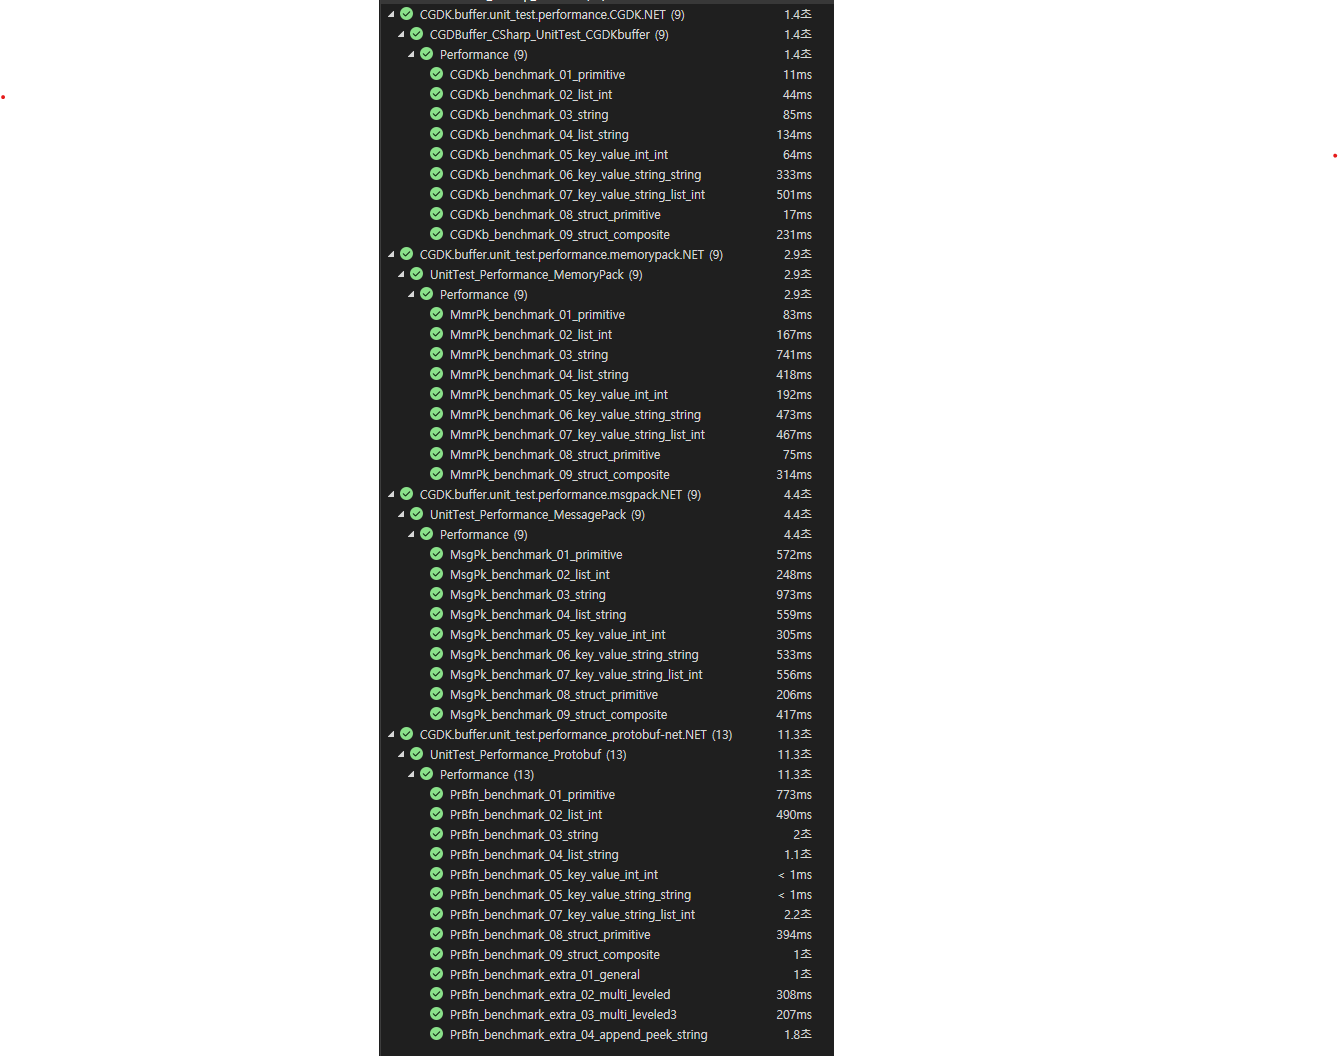 CGDK.buffer.unit_test.performance.CGDK.NET (9) 1.4초
CGDBuffer_CSharp_UnitTest_CGDKbuffer (9) 1.4초
Performance (9) 1.4초
CGDKb_benchmark_01_primitive 11ms
CGDKb_benchmark_02_list_int 44ms
CGDKb_benchmark_03_string 85ms
CGDKb_benchmark_04_list_string 134ms
CGDKb_benchmark_05_key_value_int_int 64ms
CGDKb_benchmark_06_key_value_string_string 333ms
CGDKb_benchmark_07_key_value_string_list_int 501ms
CGDKb_benchmark_08_struct_primitive 17ms
CGDKb_benchmark_09_struct_composite 231ms
CGDK.buffer.unit_test.performance.memorypack.NET (9) 2.9초
UnitTest_Performance_MemoryPack (9) 2.9초
Performance (9) 2.9초
MmrPk_benchmark_01_primitive 83ms
MmrPk_benchmark_02_list_int 167ms
MmrPk_benchmark_03_string 741ms
MmrPk_benchmark_04_list_string 418ms
MmrPk_benchmark_05_key_value_int_int 192ms
MmrPk_benchmark_06_key_value_string_string 473ms
MmrPk_benchmark_07_key_value_string_list_int 467ms
MmrPk_benchmark_08_struct_primitive 75ms
MmrPk_benchmark_09_struct_composite 314ms
CGDK.buffer.unit_test.performance.msgpack.NET (9) 4.4초
UnitTest_Performance_MessagePack (9) 4.4초
Performance (9) 4.4초
MsgPk_benchmark_01_primitive 572ms
MsgPk_benchmark_02_list_int 248ms
MsgPk_benchmark_03_string 973ms
MsgPk_benchmark_04_list_string 559ms
MsgPk_benchmark_05_key_value_int_int 305ms
MsgPk_benchmark_06_key_value_string_string 533ms
MsgPk_benchmark_07_key_value_string_list_int 556ms
MsgPk_benchmark_08_struct_primitive 206ms
MsgPk_benchmark_09_struct_composite 417ms
CGDK.buffer.unit_test.performance_protobuf-net.NET (13) 11.3초
UnitTest_Performance_Protobuf (13) 11.3초
Performance (13) 11.3초
PrBfn_benchmark_01_primitive 773ms
PrBfn_benchmark_02_list_int 490ms
PrBfn_benchmark_03_string 2초
PrBfn_benchmark_04_list_string 1.1초
PrBfn_benchmark_05_key_value_int_int < 1ms
PrBfn_benchmark_05_key_value_string_string < 1ms
PrBfn_benchmark_07_key_value_string_list_int 2.2초
PrBfn_benchmark_08_struct_primitive 394ms
PrBfn_benchmark_09_struct_composite 1초
PrBfn_benchmark_extra_01_general 1초
PrBfn_benchmark_extra_02_multi_leveled 308ms
PrBfn_benchmark_extra_03_multi_leveled3 207ms
PrBfn_benchmark_extra_04_append_peek_string 1.8초